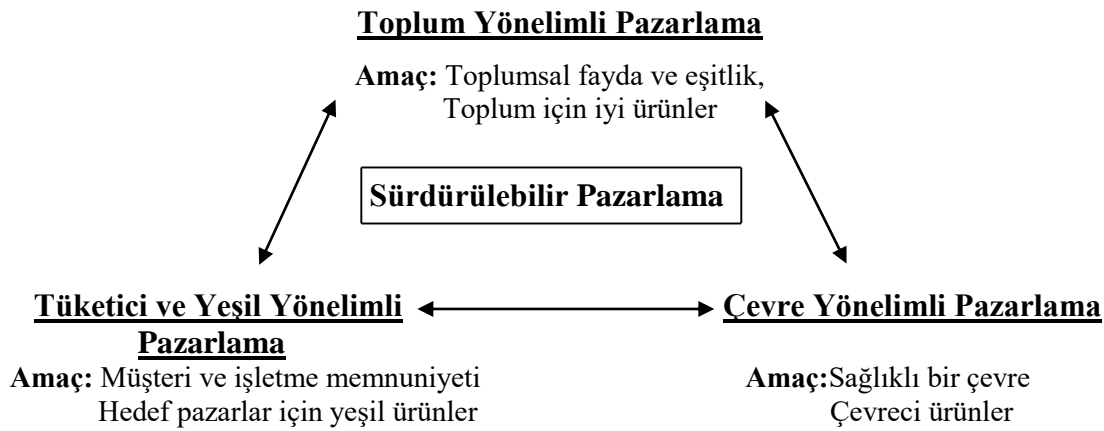 Toplum Yönelimli Pazarlama
Amaç: Toplumsal fayda ve eşitlik,
Toplum için iyi ürünler
Sürdürülebilir Pazarlama
Tüketici ve Yeşil Yönelimli
Pazarlama
Amaç: Müşteri ve işletme memnuniyeti
Hedef pazarlar için yeşil ürünler
Çevre Yönelimli Pazarlama
Amaç:Sağlıklı bir çevre
Çevreci ürünler